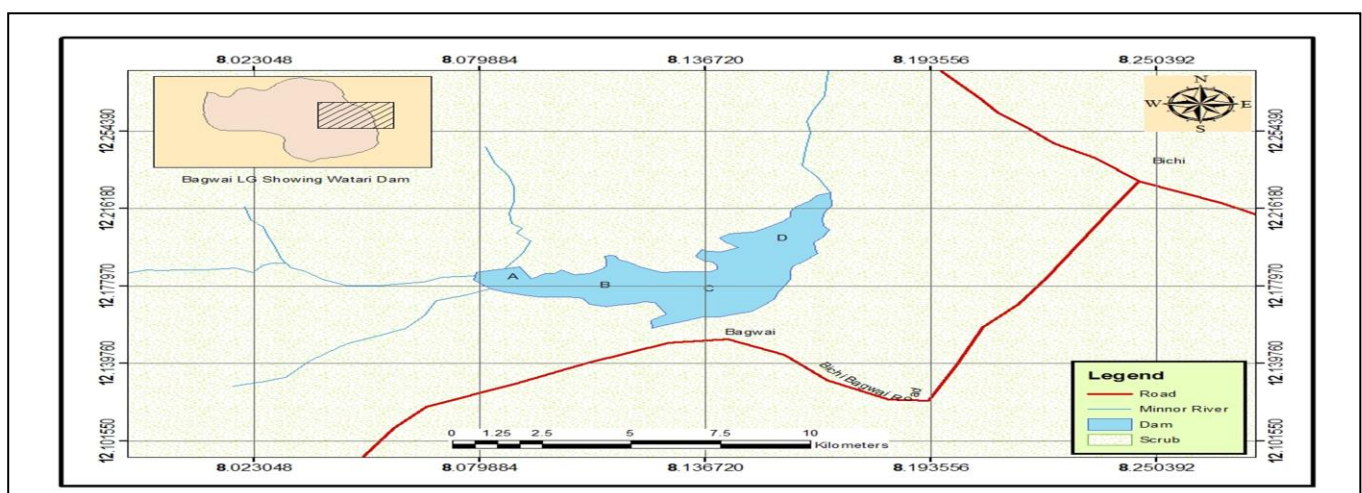 8.023048 8.079884 8.136720 8.193556 8.250392
N
W E
S
12.254390 12.254390
Bichi
Bagwai LG Showing Watari Dam
12.216180 12.216180
D
A
B
C
12.177970 12.177970
Bagwai
12.139760 12.139760
Bichi Bagwai Road
Legend
Road
Minnor River
Dam
Scrub
0 1.25 2.5 5 7.5 10
Kilometers
12.101550 12.101550
8.023048 8.079884 8.136720 8.193556 8.250392